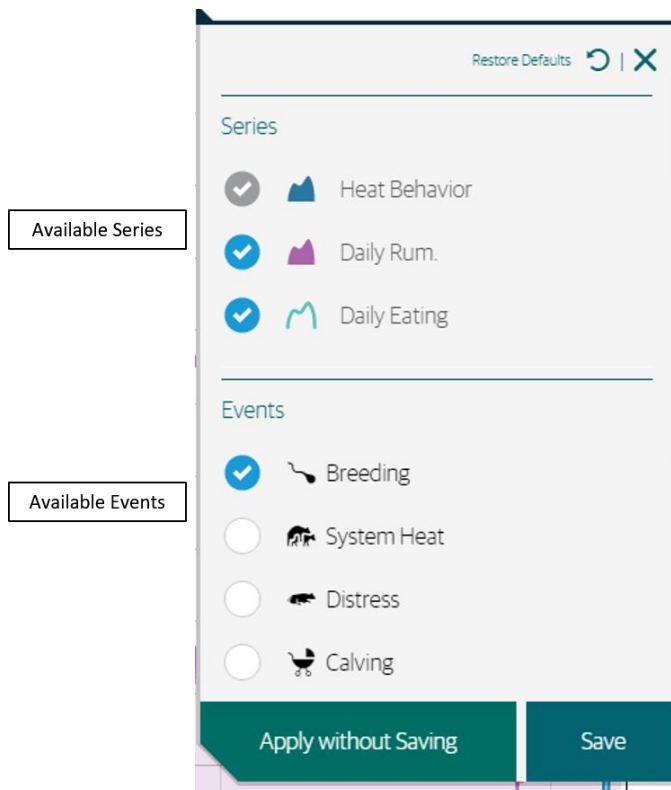 Restore Defaults
Series
Heat Behavior
Available Series
Daily Rum.
Daily Eating
Events
Breeding
Available Events
System Heat
Distress
Calving
Apply without Saving
Save